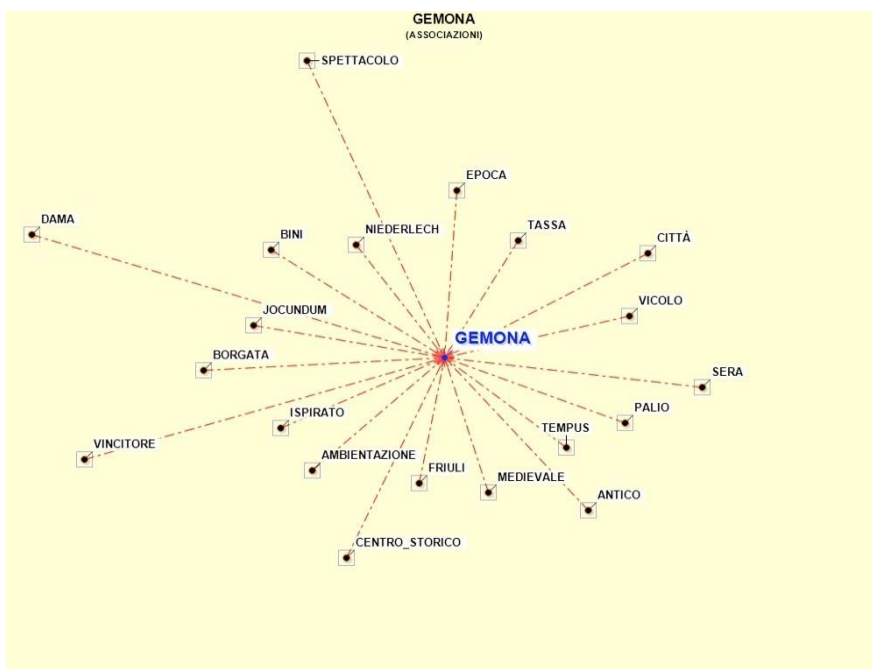 GEMONA
(ASSOCIAZIONI)
SPETTACOLO
EPOCA
DAMA
BINI
NIEDERLECH
TASSA
CITTÀ
VICOLO
JOCUNDUM
GEMONA
BORGATA
SERA
ISPIRATO
PALIO
TEMPUS
VINCITORE
AMBIENTAZIONE
FRIULI
MEDIEVALE
ANTICO
CENTRO_STORICO